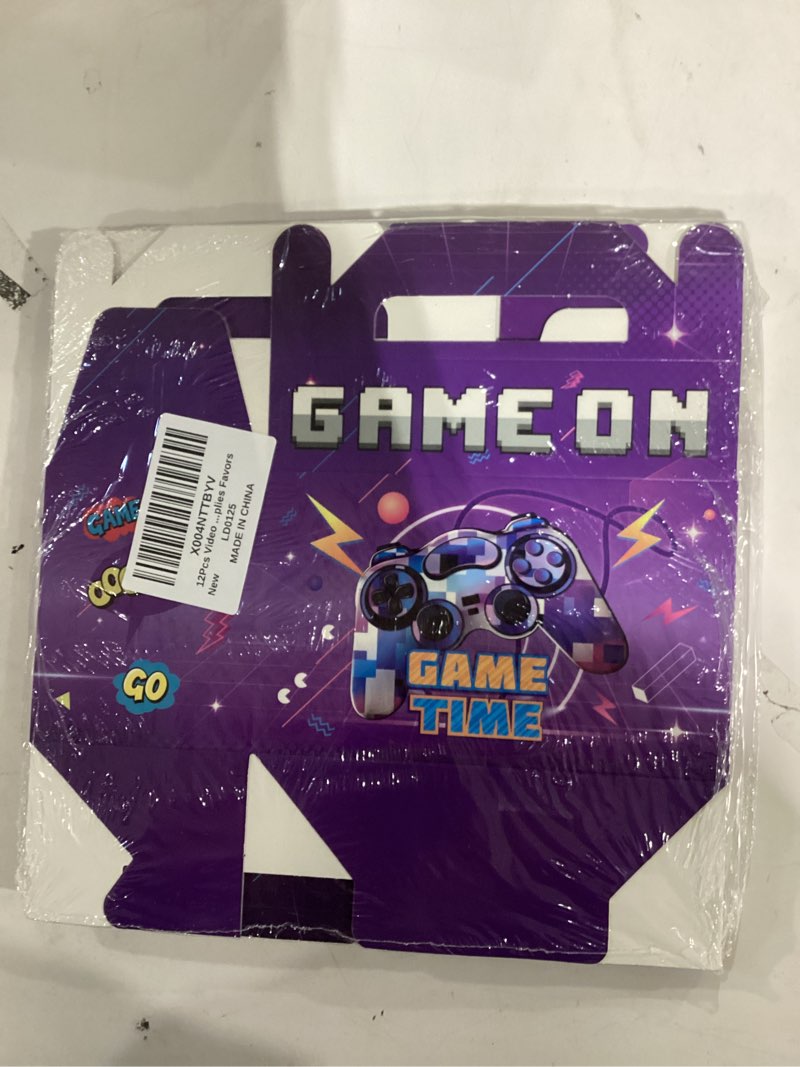 GAME ON
GAME
GO
GAME
TIME
X004NTTBYV
12Pcs Video ...plies Favors
LD0125
New
MADE IN CHINA